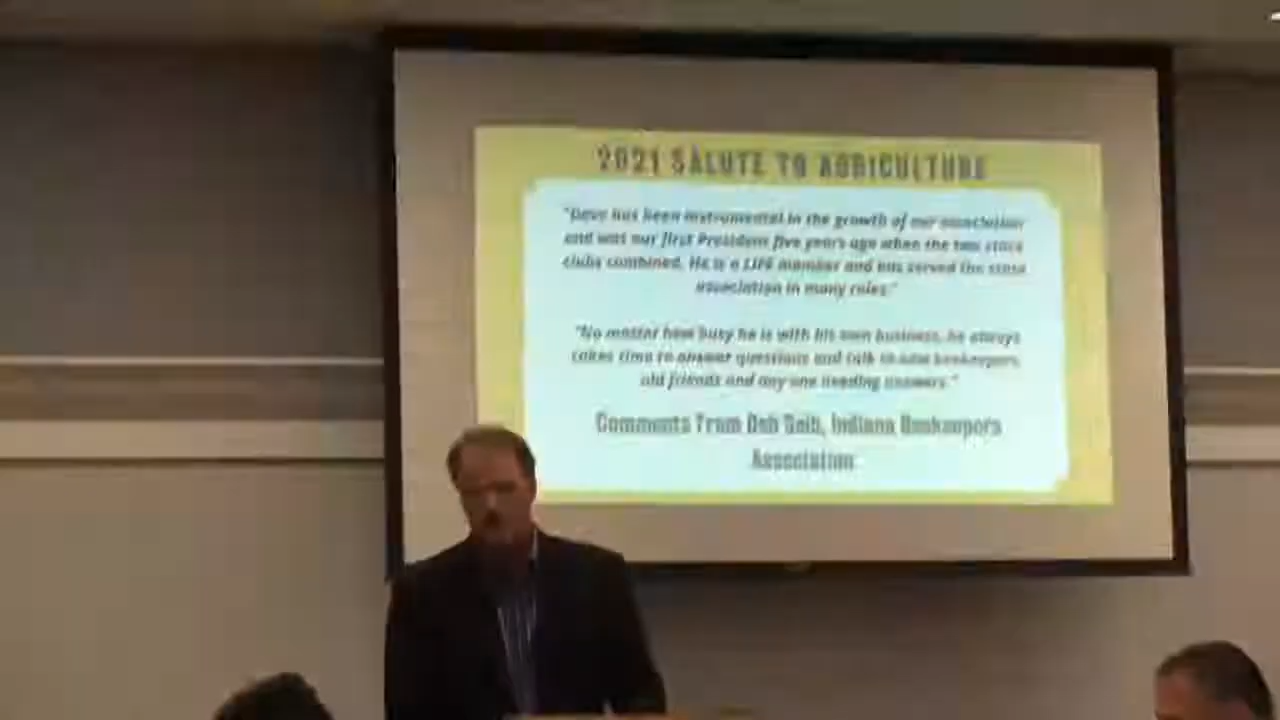 2021 SALUTE TO AGRICULTURE
"Dave has been instrumental in the growth of our association
and was our first President five years ago when the two state
clubs combined. He is a LIFE member and has served the state
association in many roles."
"No matter how busy he is with his own business, he always
takes time to answer questions and talk to new beekeepers,
old friends and any one needing answers."
Comments From Deb Seib, Indiana Beekeepers
Association